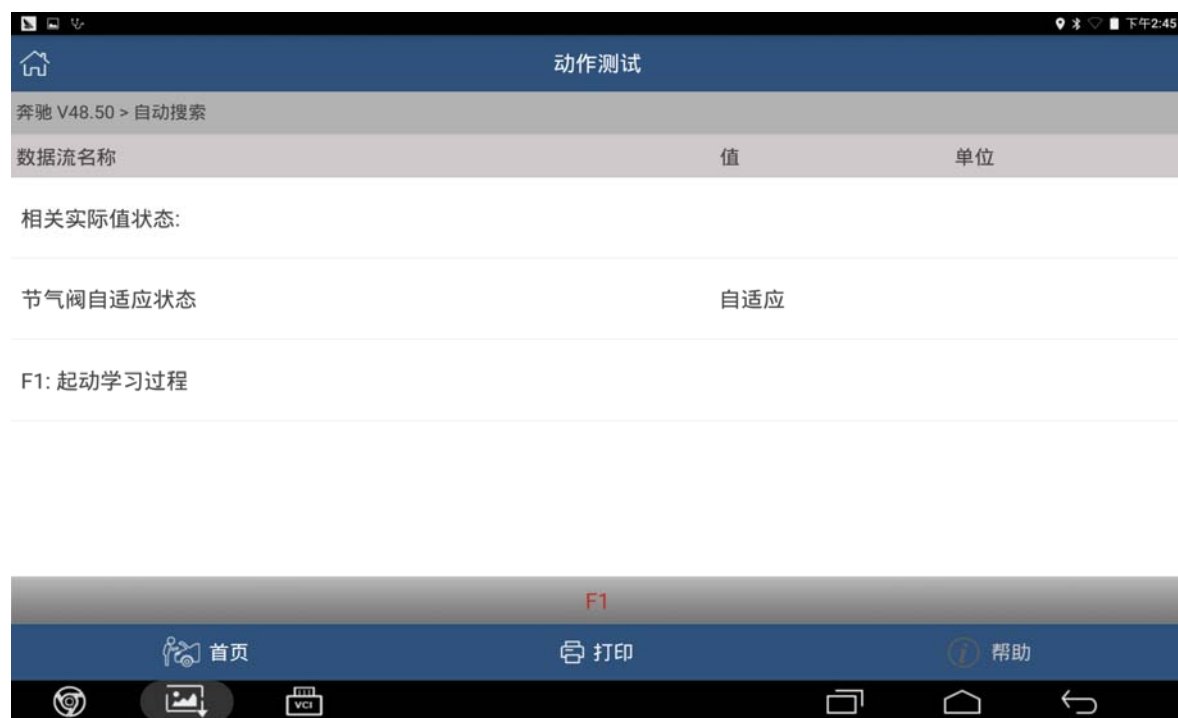 下午2:45
动作测试
奔驰 V48.50 > 自动搜索
数据流名称 值 单位
相关实际值状态:
节气阀自适应状态 自适应
F1: 起动学习过程
F1
首页 打印 帮助
VCI